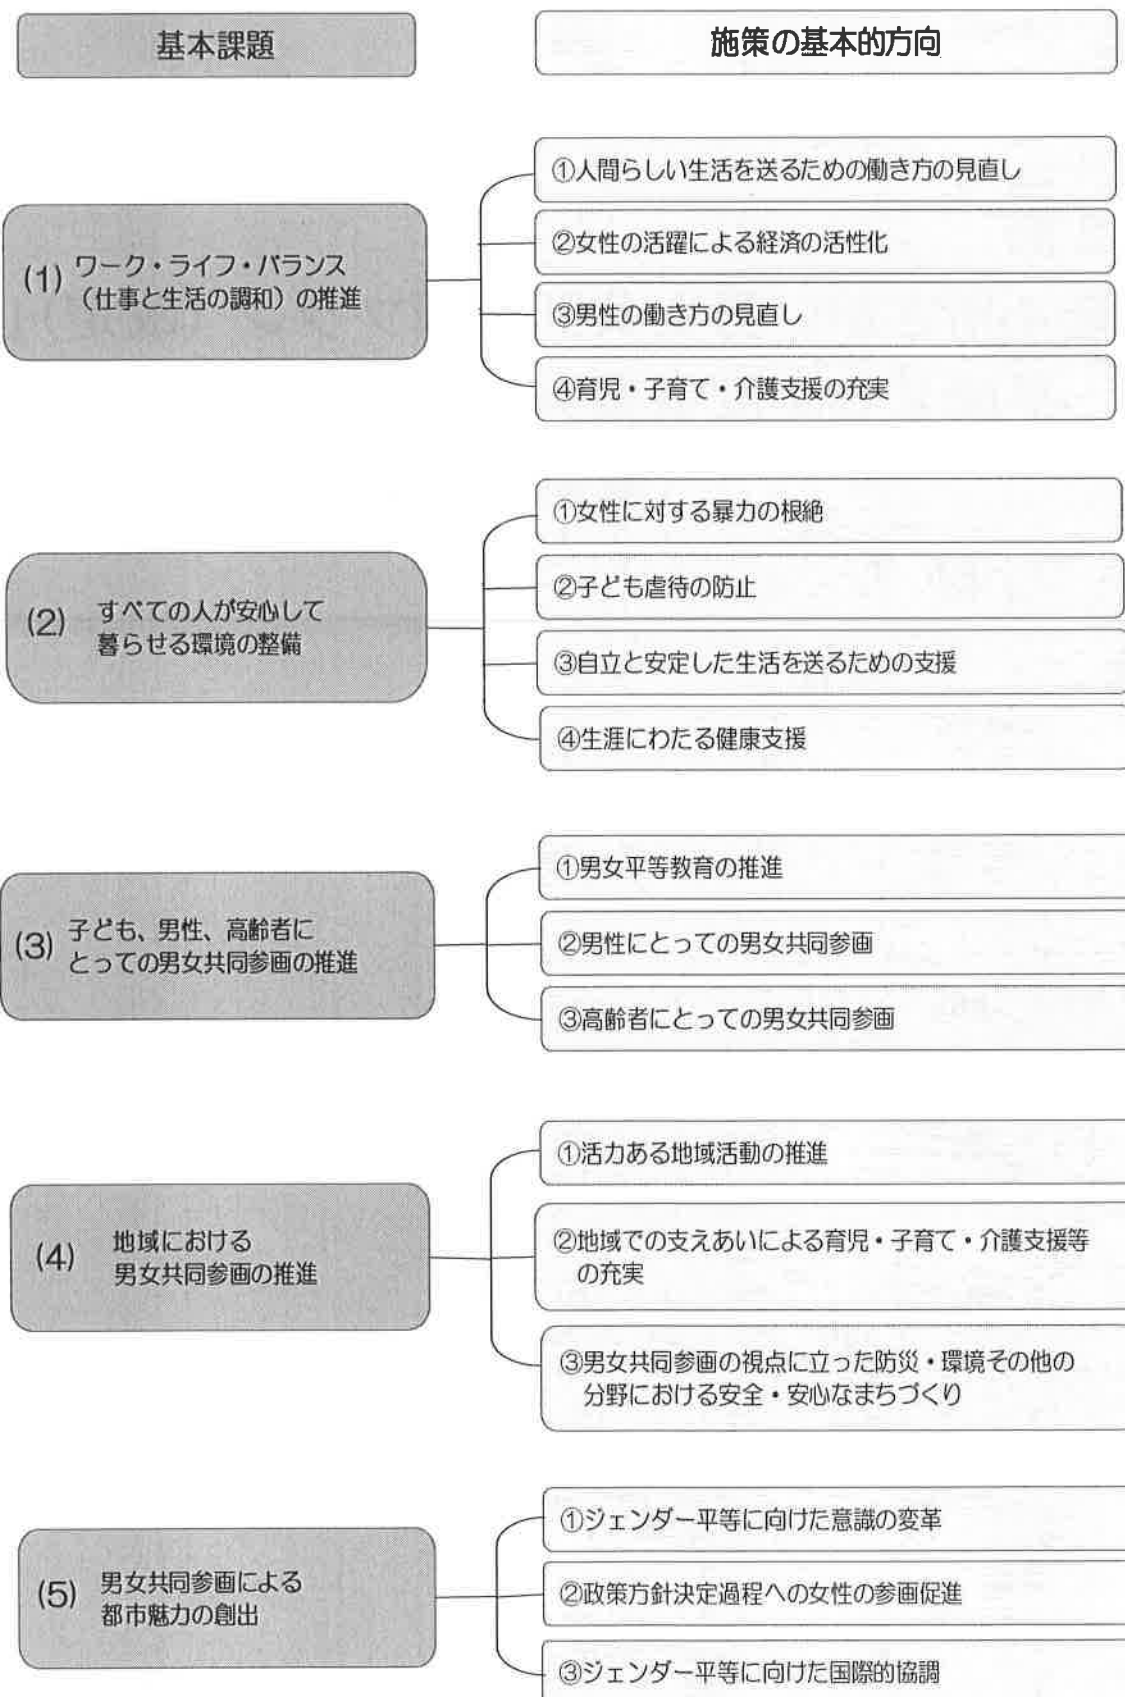 基本課題
施策の基本的方向
(1) ワーク・ライフ・バランス
（仕事と生活の調和）の推進
①人間らしい生活を送るための働き方の見直し
②女性の活躍による経済の活性化
③男性の働き方の見直し
④育児・子育て・介護支援の充実
(2) すべての人が安心して
暮らせる環境の整備
①女性に対する暴力の根絶
②子ども虐待の防止
③自立と安定した生活を送るための支援
④生涯にわたる健康支援
(3) 子ども、男性、高齢者に
とっての男女共同参画の推進
①男女平等教育の推進
②男性にとっての男女共同参画
③高齢者にとっての男女共同参画
(4) 地域における
男女共同参画の推進
①活力ある地域活動の推進
②地域での支えあいによる育児・子育て・介護支援等
の充実
③男女共同参画の視点に立った防災・環境その他の
分野における安全・安心なまちづくり
(5) 男女共同参画による
都市魅力の創出
①ジェンダー平等に向けた意識の変革
②政策方針決定過程への女性の参画促進
③ジェンダー平等に向けた国際的協調